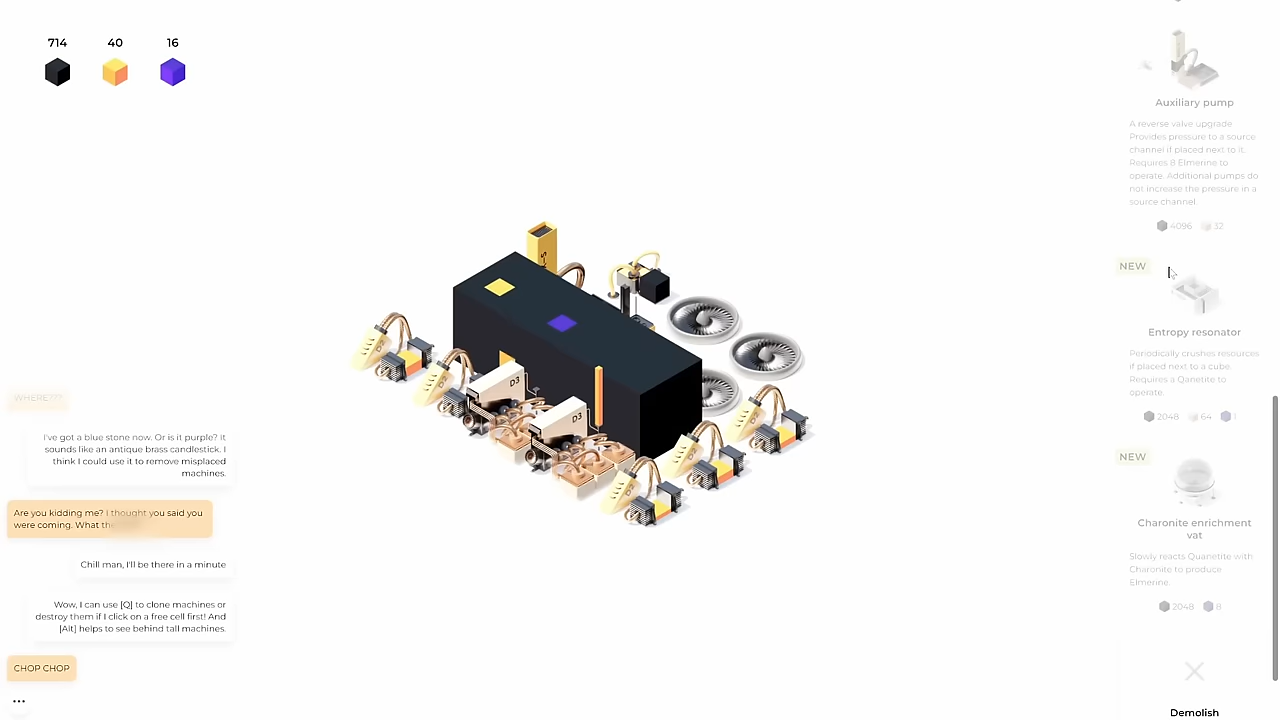 714 40 16
WHERE???
I've got a blue stone now. Or is it purple? It
sounds like an antique brass candlestick. I
think I could use it to remove misplaced
machines.
Are you kidding me? I thought you said you
were coming. What the
Chill man, I'll be there in a minute
Wow, I can use [Q] to clone machines or
destroy them if I click on a free cell first! And
[Alt] helps to see behind tall machines.
CHOP CHOP
...
D3
D3
Auxiliary pump
A reverse valve upgrade.
Provides pressure to a source
channel if placed next to it.
Requires 8 Elmerine to
operate. Additional pumps do
not increase the pressure in a
source channel.
4096 32
NEW
Entropy resonator
Periodically crushes resources
if placed next to a cube.
Requires a Qanetite to
operate.
2048 64 1
NEW
Charonite enrichment
vat
Slowly reacts Quanetite with
Charonite to produce
Elmerine.
2048 8
Demolish